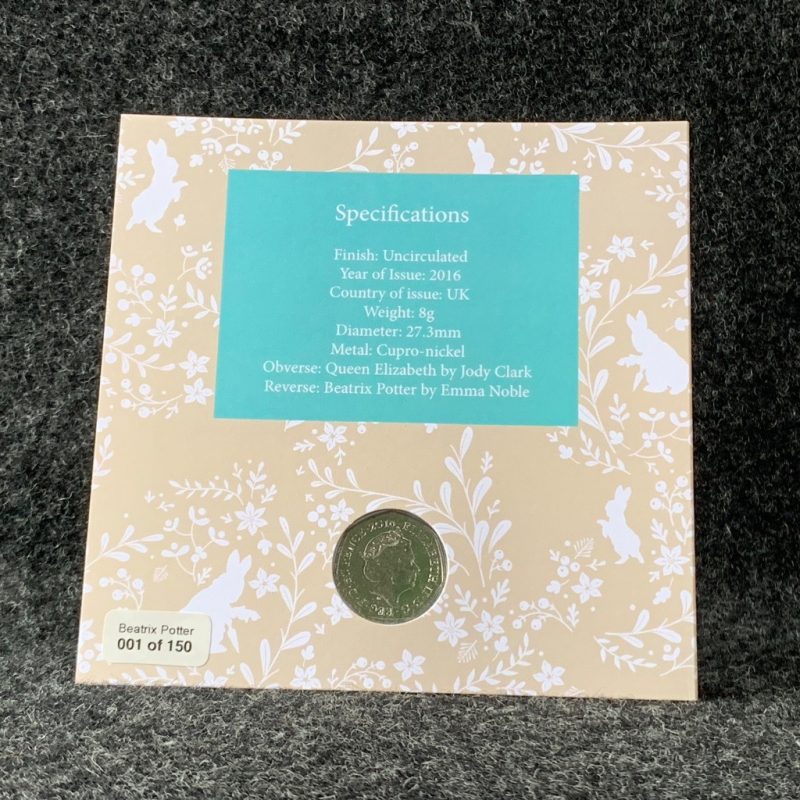 Specifications
Finish: Uncirculated
Year of Issue: 2016
Country of issue: UK
Weight: 8g
Diameter: 27.3mm
Metal: Cupro-nickel
Obverse: Queen Elizabeth by Jody Clark
Reverse: Beatrix Potter by Emma Noble
Beatrix Potter
001 of 150